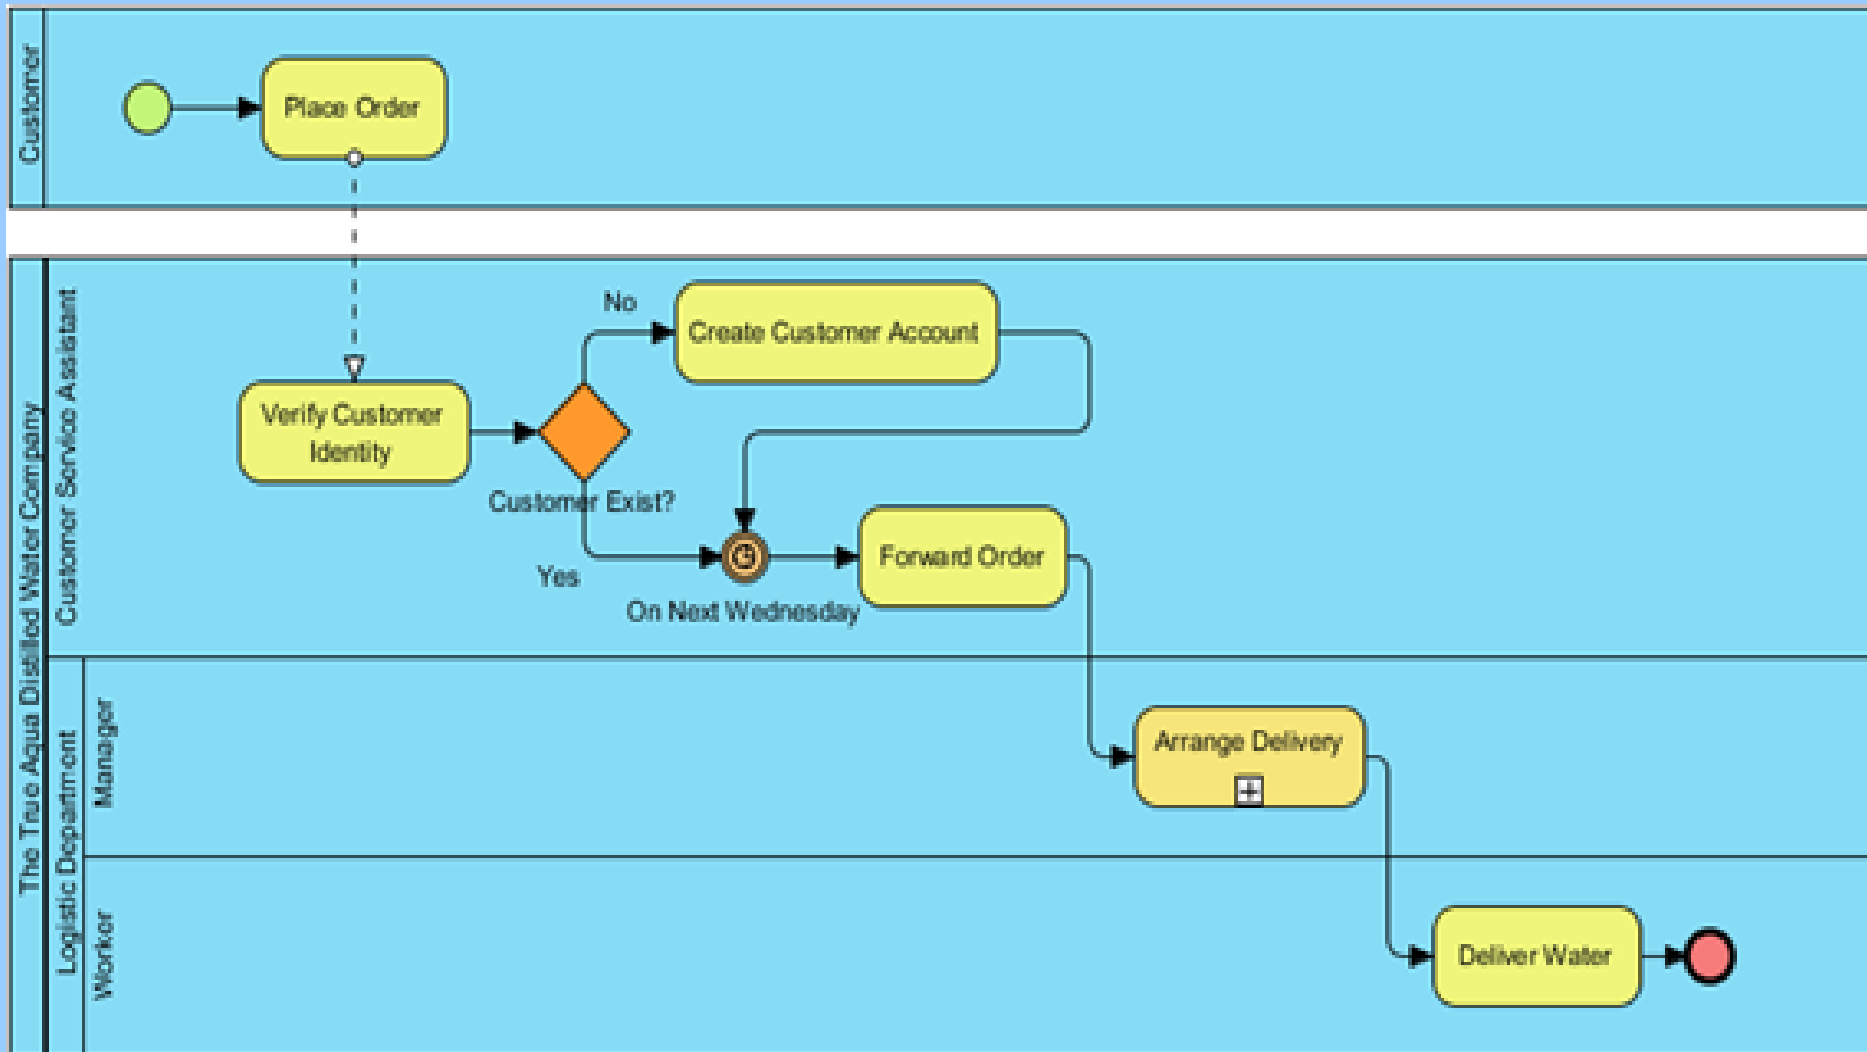 Customer
Place Order
The True Aqua Distilled Water Company
Customer Service Assistant
No
Create Customer Account
Verify Customer
Identity
Customer Exist?
Yes
Forward Order
On Next Wednesday
Logistic Department
Manager
Arrange Delivery
Worker
Deliver Water